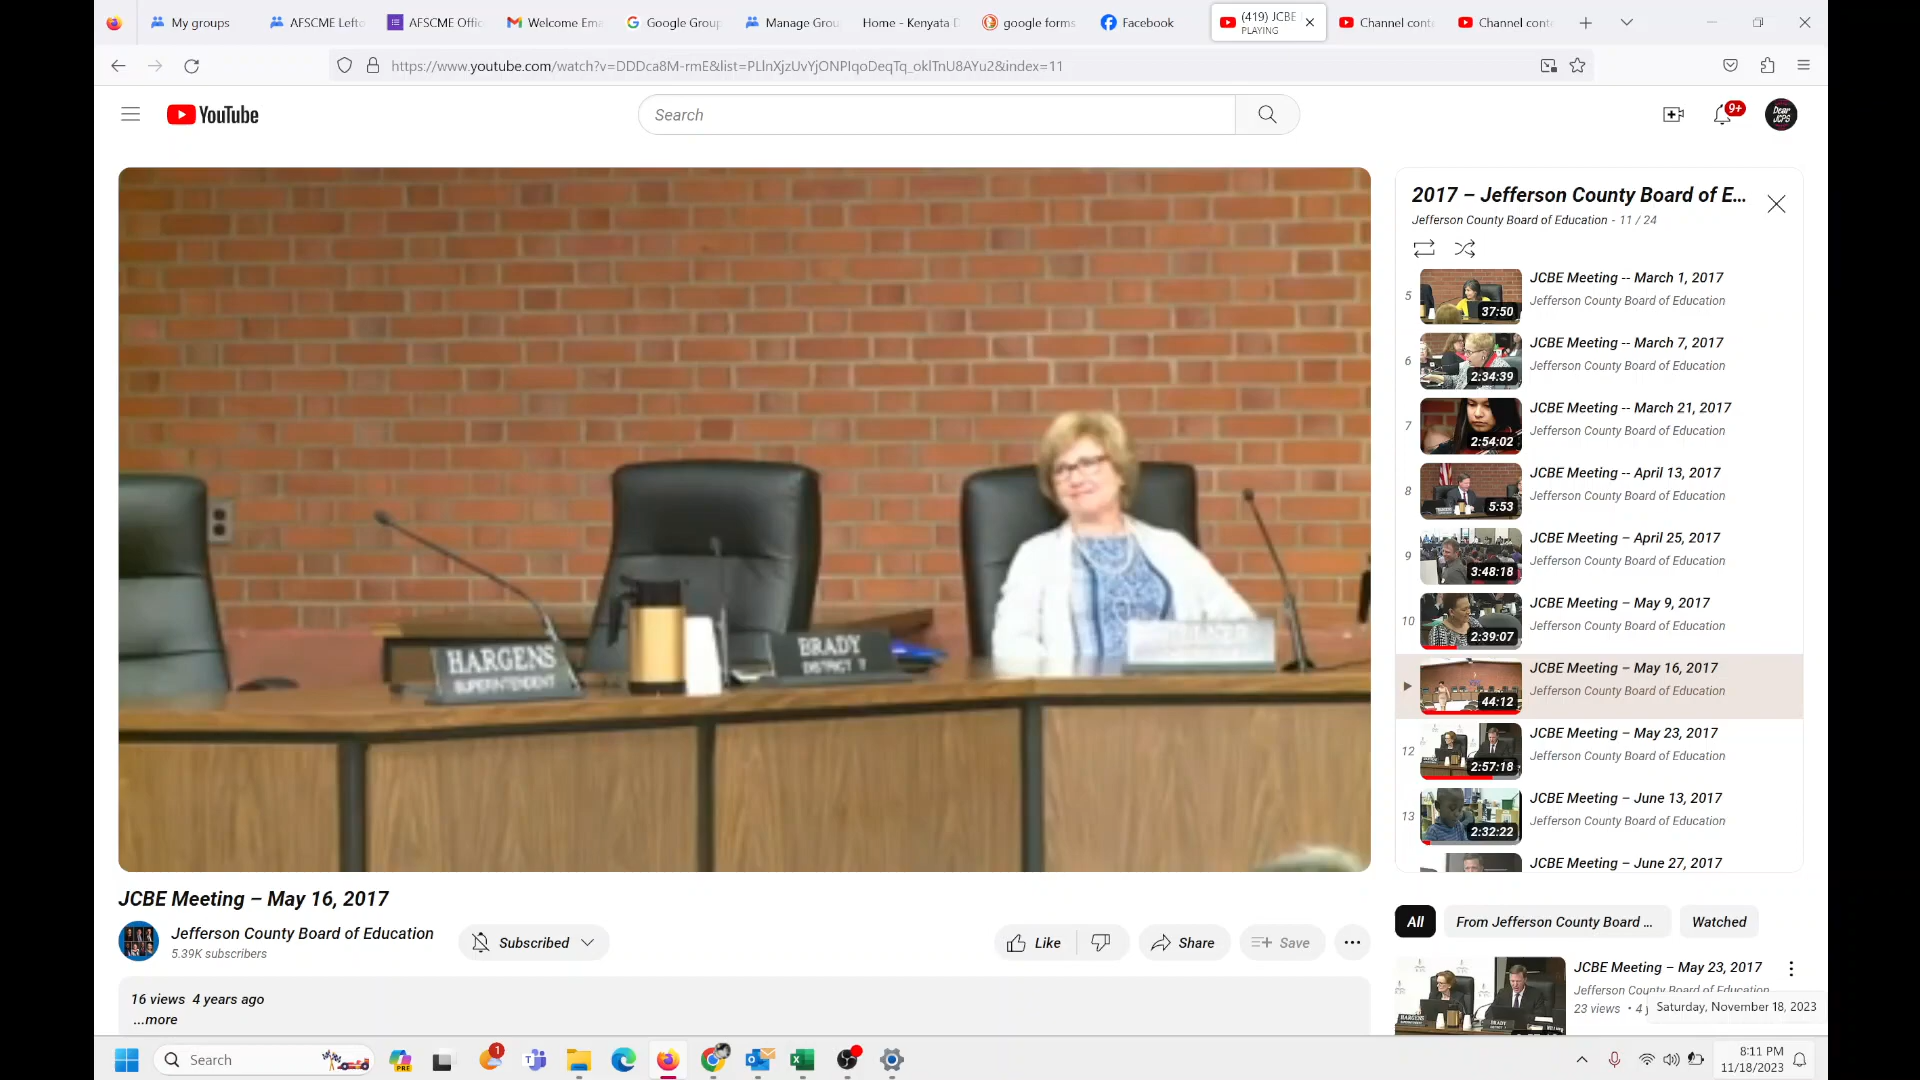 My groups
AFSCME Lefto
AFSCME Offic
Welcome Ema
Google Group
Manage Grou
Home - Kenyata D
google forms
Facebook
(419) JCBE
PLAYING
Channel cont
Channel cont
https://www.youtube.com/watch?v=DDDca8M-rmE&list=PLlnXjzUvYjONPIqoDeqTq_oklTnU8AYu2&index=11
YouTube
Search
9+
Dear
JCPS
HARGENS
SUPERINTENDENT
BRADY
DISTRICT 7
2017 – Jefferson County Board of E...
Jefferson County Board of Education - 11 / 24
5
37:50
JCBE Meeting -- March 1, 2017
Jefferson County Board of Education
6
2:34:39
JCBE Meeting -- March 7, 2017
Jefferson County Board of Education
7
2:54:02
JCBE Meeting -- March 21, 2017
Jefferson County Board of Education
8
5:53
JCBE Meeting -- April 13, 2017
Jefferson County Board of Education
9
3:48:18
JCBE Meeting – April 25, 2017
Jefferson County Board of Education
10
2:39:07
JCBE Meeting – May 9, 2017
Jefferson County Board of Education
44:12
JCBE Meeting – May 16, 2017
Jefferson County Board of Education
12
2:57:18
JCBE Meeting – May 23, 2017
Jefferson County Board of Education
13
2:32:22
JCBE Meeting – June 13, 2017
Jefferson County Board of Education
JCBE Meeting – June 27, 2017
JCBE Meeting – May 16, 2017
Jefferson County Board of Education
5.39K subscribers
Subscribed
Like
Share
Save
16 views 4 years ago
...more
All
From Jefferson County Board ...
Watched
JCBE Meeting – May 23, 2017
Jefferson County Board of Education
23 views • 4 y
HARGENS
BRADY
Saturday, November 18, 2023
Search
PRE
1
8:11 PM
11/18/2023